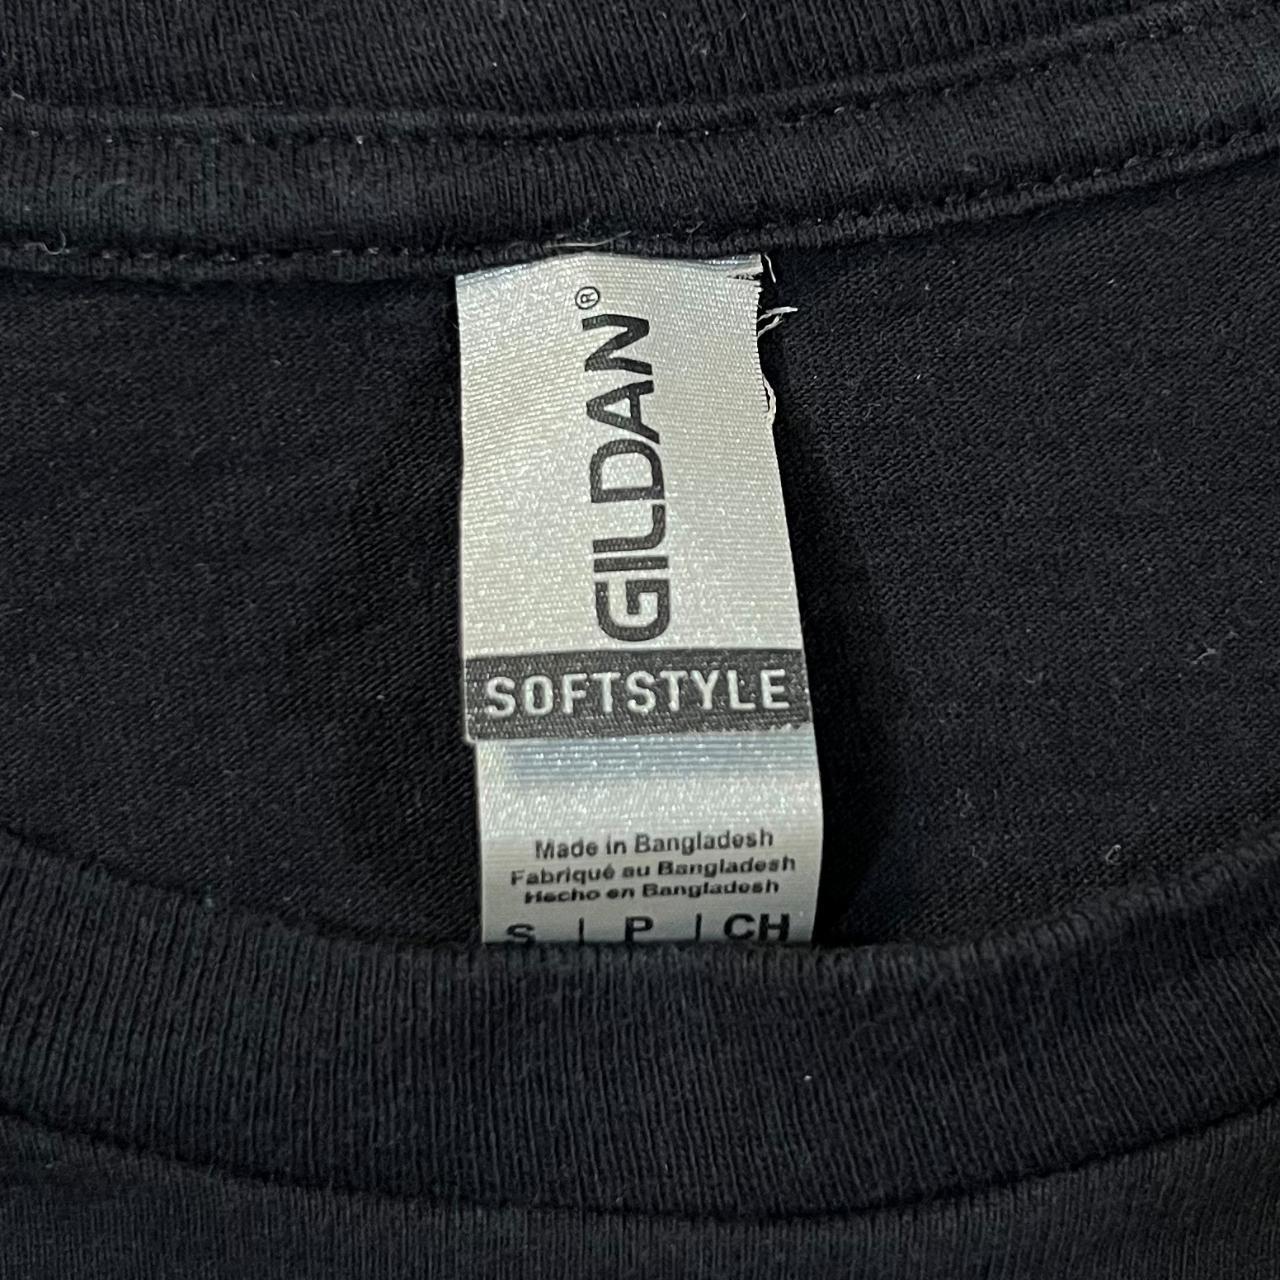 GILDAN®
SOFTSTYLE
Made in Bangladesh
Fabriqué au Bangladesh
Hecho en Bangladesh
S | P | CH